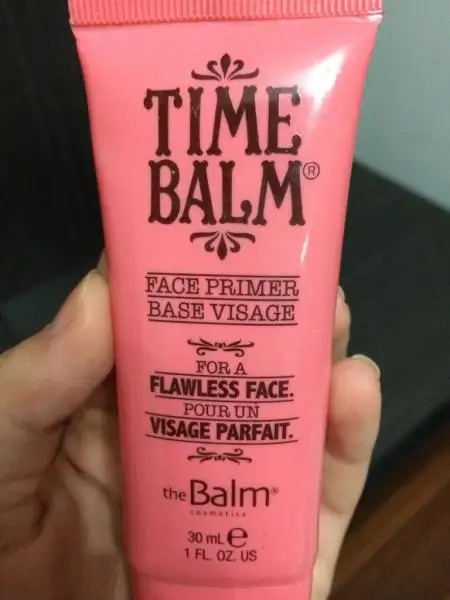 TIME
BALM®
FACE PRIMER
BASE VISAGE
FOR A
FLAWLESS FACE.
POUR UN
VISAGE PARFAIT.
theBalm®
cosmetics
30 mL ℮
1 FL. OZ. US